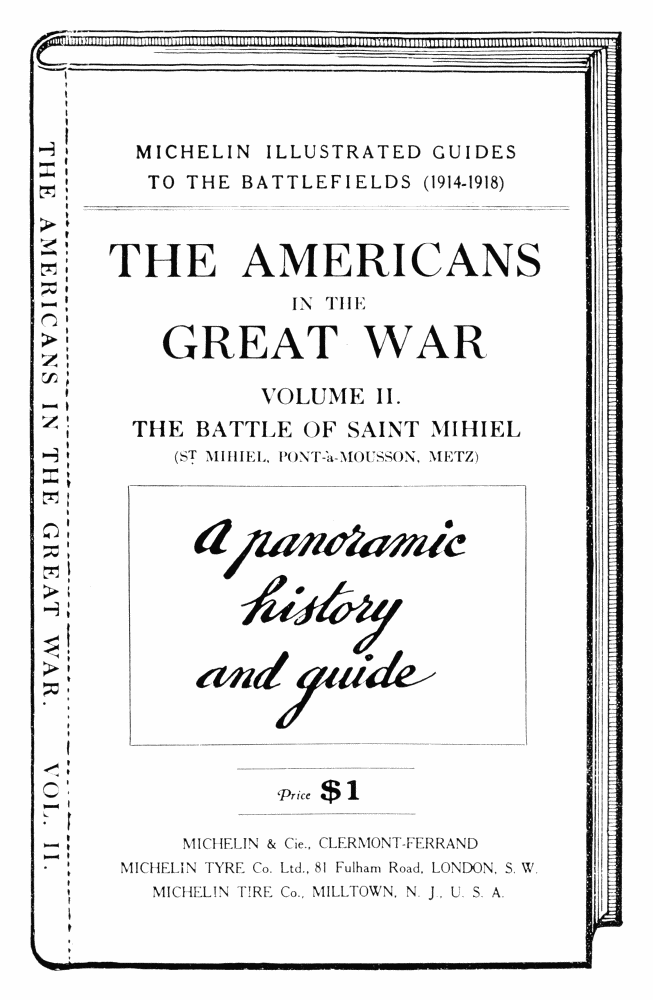 MICHELIN ILLUSTRATED GUIDES
TO THE BATTLEFIELDS (1914-1918)
THE AMERICANS
IN THE
GREAT WAR
VOLUME II.
THE BATTLE OF SAINT MIHIEL
(ST MIHIEL, PONT-à-MOUSSON, METZ)
A panoramic
history
and guide
Price $1
MICHELIN & Cie., CLERMONT-FERRAND
MICHELIN TYRE Co. Ltd., 81 Fulham Road, LONDON, S. W.
MICHELIN TIRE Co., MILLTOWN, N. J., U. S. A.
THE AMERICANS IN THE GREAT WAR. VOL. II.